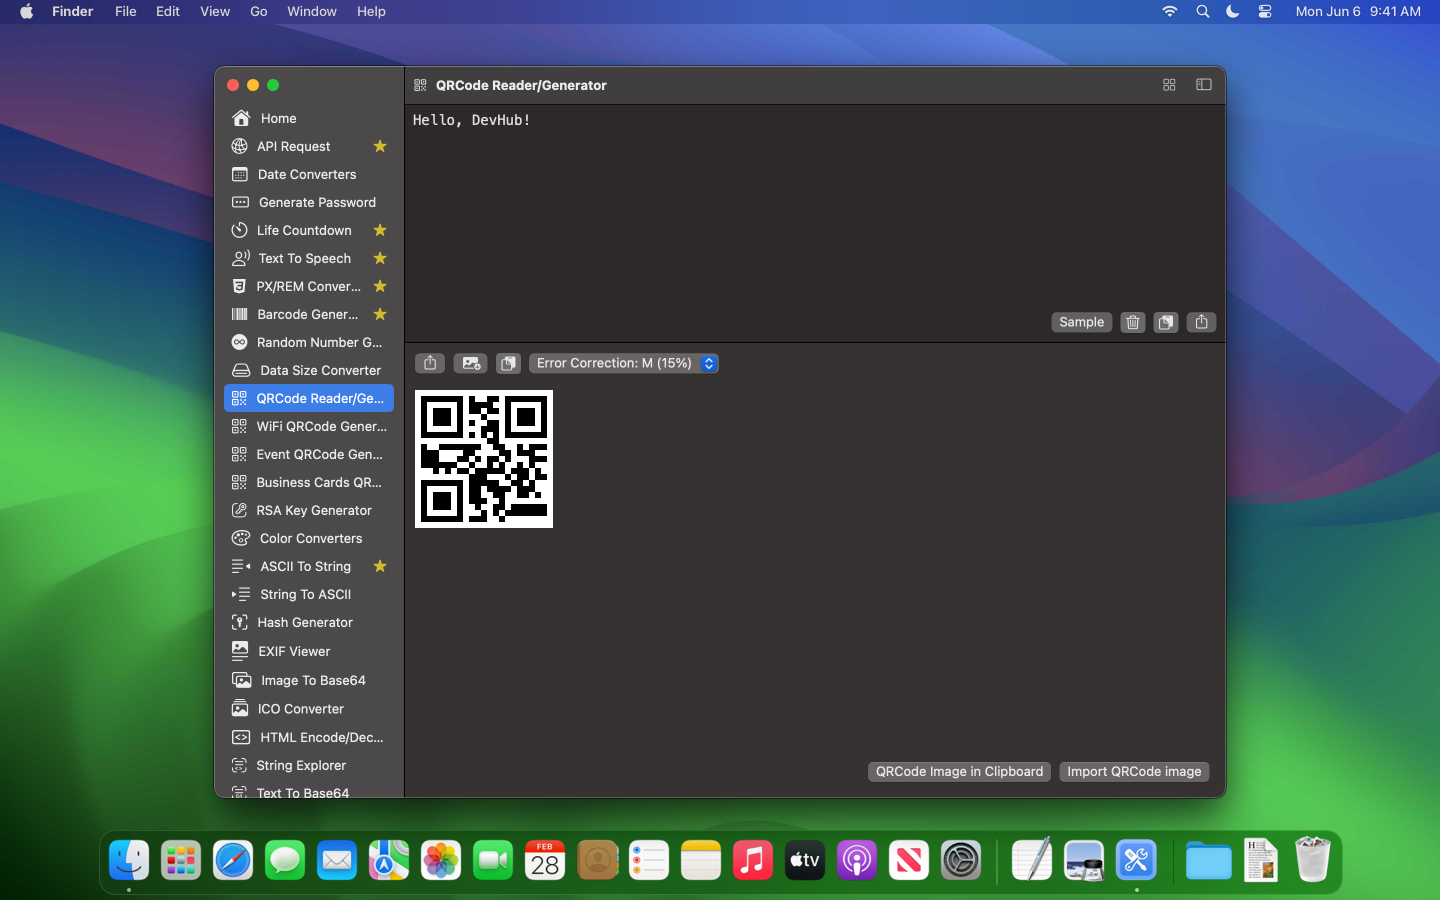 Finder File Edit View Go Window Help Mon Jun 6 9:41 AM
QRCode Reader/Generator
Home
API Request
Date Converters
Generate Password
Life Countdown
Text To Speech
PX/REM Conver...
Barcode Gener...
Random Number G...
Data Size Converter
QRCode Reader/Ge...
WiFi QRCode Gener...
Event QRCode Gen...
Business Cards QR...
RSA Key Generator
Color Converters
ASCII To String
String To ASCII
Hash Generator
EXIF Viewer
Image To Base64
ICO Converter
HTML Encode/Dec...
String Explorer
Text To Base64
Hello, DevHub!
Sample
Error Correction: M (15%)
QRCode Image in Clipboard Import QRCode image
FEB
28
tv